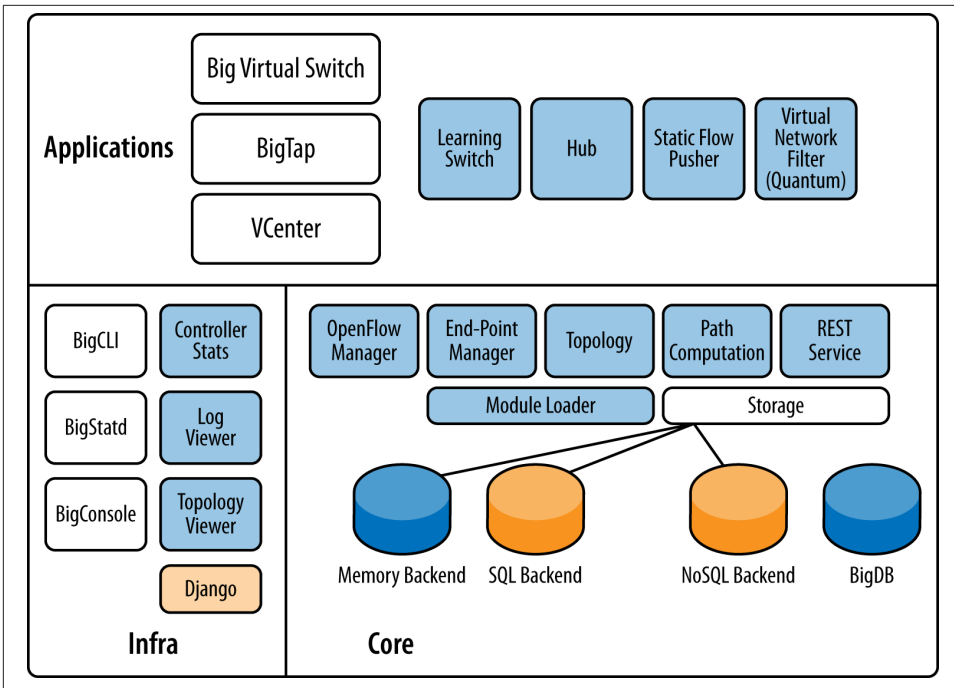 Applications
Big Virtual Switch
BigTap
VCenter
Learning
Switch
Hub
Static Flow
Pusher
Virtual
Network
Filter
(Quantum)
BigCLI
Controller
Stats
BigStatd
Log
Viewer
BigConsole
Topology
Viewer
Django
Infra
OpenFlow
Manager
End-Point
Manager
Topology
Path
Computation
REST
Service
Module Loader
Storage
Memory Backend
SQL Backend
NoSQL Backend
BigDB
Core